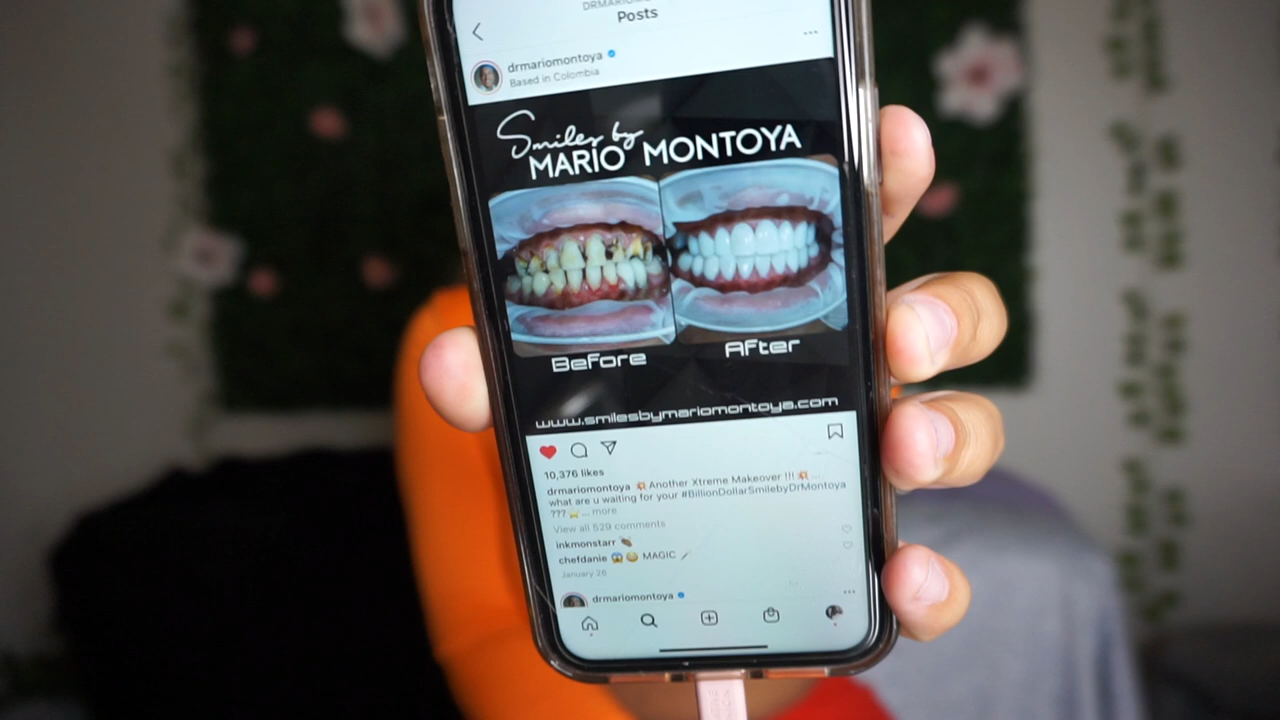 Posts
drmariomontoya
Based in Colombia
Smiles by
MARIO MONTOYA
Before
After
www.smilesbymariomontoya.com
10,376 likes
drmariomontoya 💥 Another Xtreme Makeover !!! 💥 ...
what are u waiting for your #BillionDollarSmilebyDrMontoya
??? ... more
View all 529 comments
inkmonstarr
chefdanie 😱 MAGIC
January 26
drmariomontoya